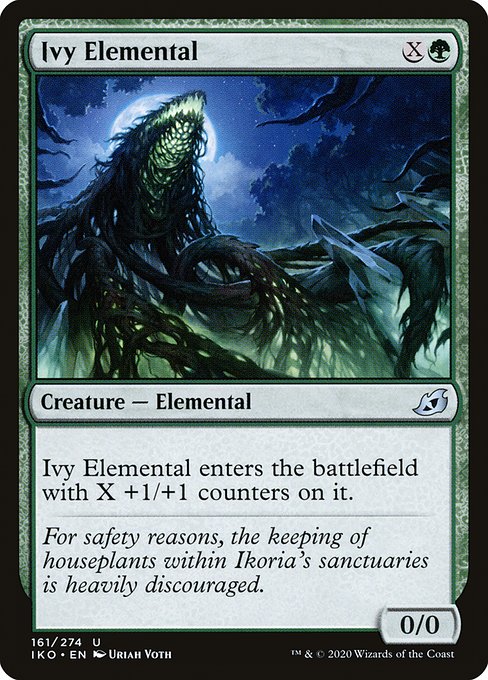 Ivy Elemental X
Creature — Elemental
Ivy Elemental enters the battlefield
with X +1/+1 counters on it.
For safety reasons, the keeping of
houseplants within Ikoria's sanctuaries
is heavily discouraged.
0/0
161/274 U
IKO • EN Uriah Voth
™ & © 2020 Wizards of the Coast